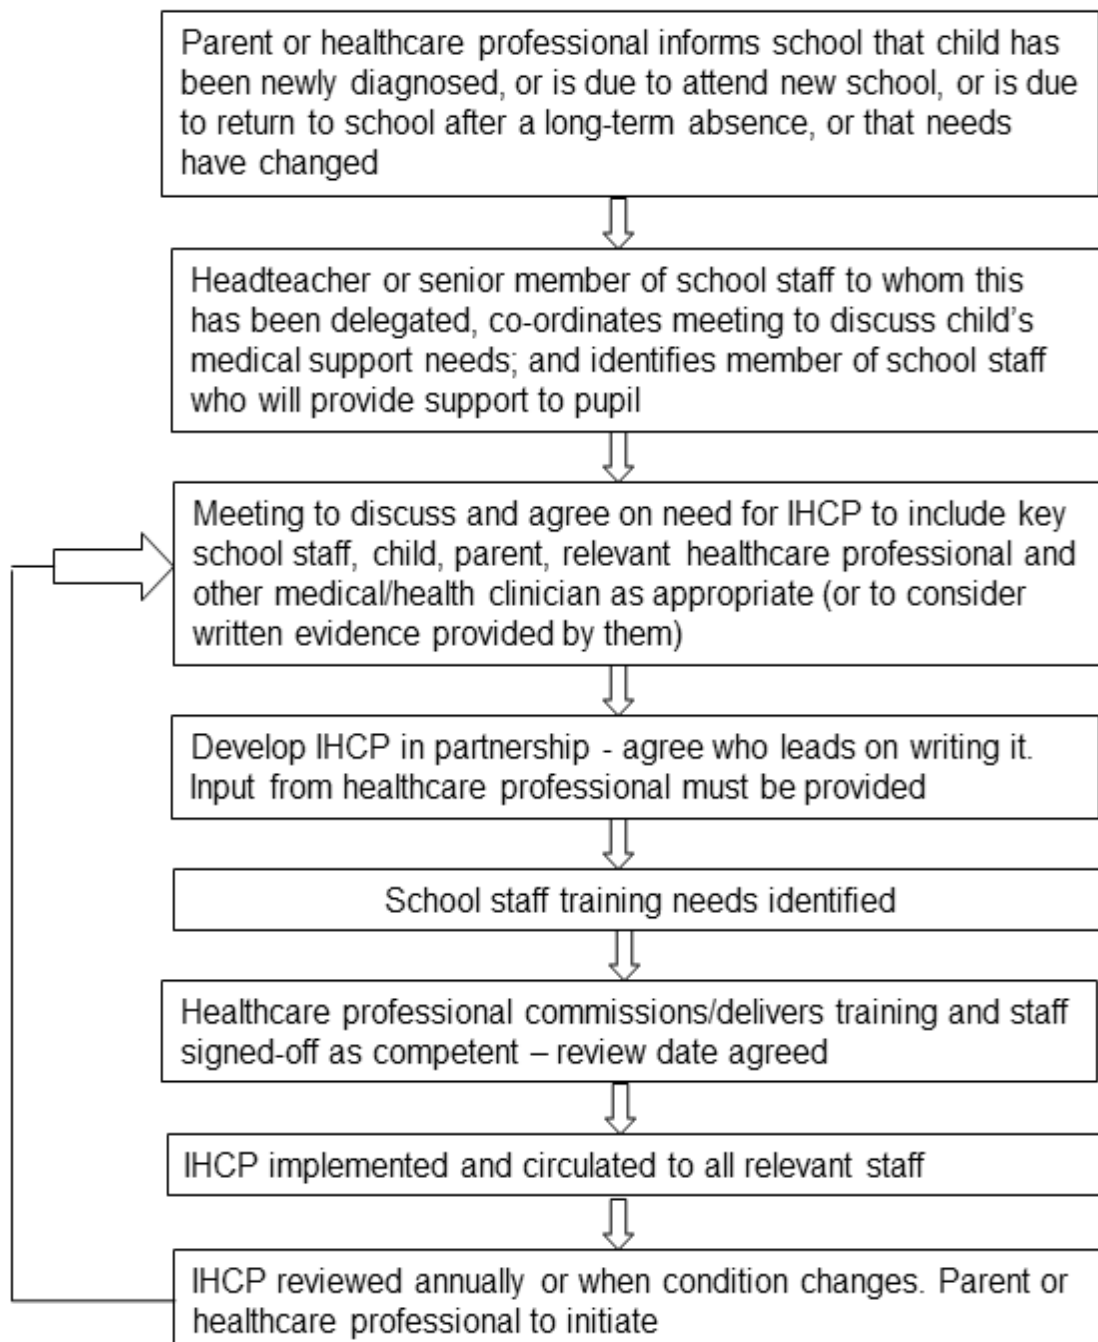 Parent or healthcare professional informs school that child has
been newly diagnosed, or is due to attend new school, or is due
to return to school after a long-term absence, or that needs
have changed
Headteacher or senior member of school staff to whom this
has been delegated, co-ordinates meeting to discuss child's
medical support needs; and identifies member of school staff
who will provide support to pupil
Meeting to discuss and agree on need for IHCP to include key
school staff, child, parent, relevant healthcare professional and
other medical/health clinician as appropriate (or to consider
written evidence provided by them)
Develop IHCP in partnership - agree who leads on writing it.
Input from healthcare professional must be provided
School staff training needs identified
Healthcare professional commissions/delivers training and staff
signed-off as competent – review date agreed
IHCP implemented and circulated to all relevant staff
IHCP reviewed annually or when condition changes. Parent or
healthcare professional to initiate